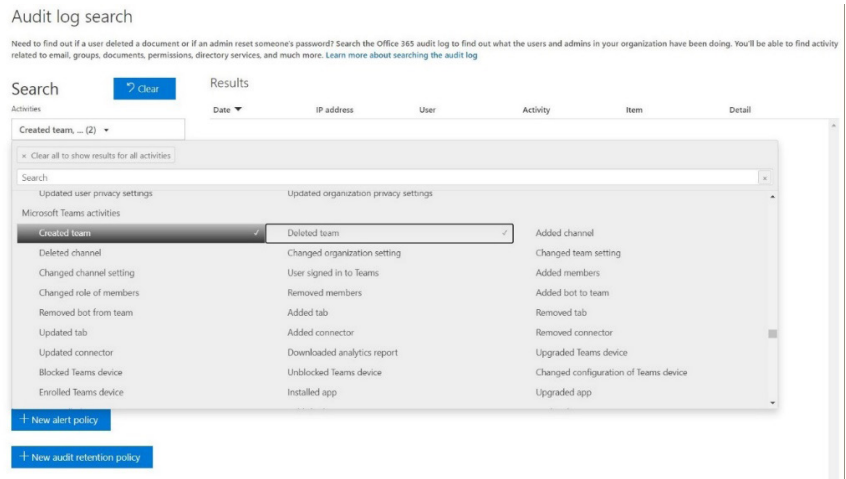 Audit log search
Need to find out if a user deleted a document or if an admin reset someone's password? Search the Office 365 audit log to find out what the users and admins in your organization have been doing. You'll be able to find activity
related to email, groups, documents, permissions, directory services, and much more. Learn more about searching the audit log
Search Clear Results
Activities Date IP address User Activity Item Detail
Created team, ... (2)
× Clear all to show results for all activities
Search ×
Updated user privacy settings Updated organization privacy settings
Microsoft Teams activities
Created team Deleted team Added channel
Deleted channel Changed organization setting Changed team setting
Changed channel setting User signed in to Teams Added members
Changed role of members Removed members Added bot to team
Removed bot from team Added tab Removed tab
Updated tab Added connector Removed connector
Updated connector Downloaded analytics report Upgraded Teams device
Blocked Teams device Unblocked Teams device Changed configuration of Teams device
Enrolled Teams device Installed app Upgraded app
+ New alert policy
+ New audit retention policy